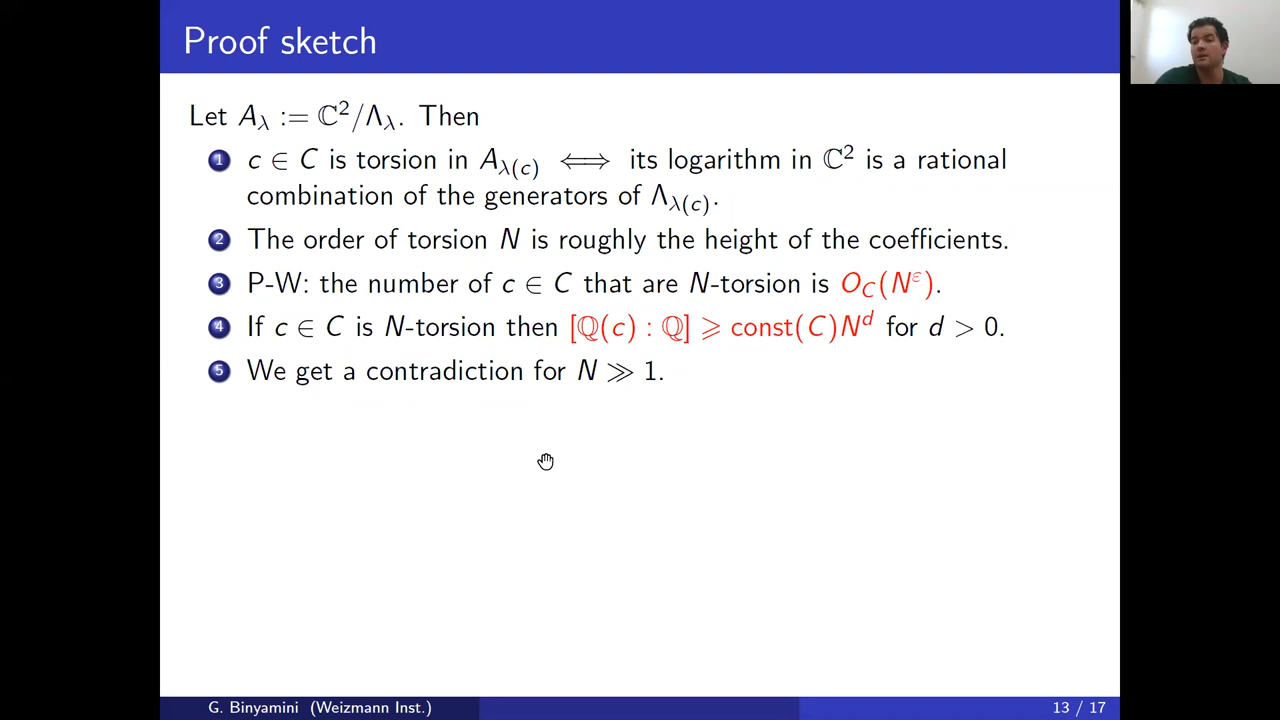 Proof sketch
Let A_λ := ℂ²/Λ_λ. Then
1 c ∈ C is torsion in A_{λ(c)} ⟺ its logarithm in ℂ² is a rational
combination of the generators of Λ_{λ(c)}.
2 The order of torsion N is roughly the height of the coefficients.
3 P-W: the number of c ∈ C that are N-torsion is O_C(N^ε).
4 If c ∈ C is N-torsion then [ℚ(c) : ℚ] ⩾ const(C)N^d for d > 0.
5 We get a contradiction for N ≫ 1.
G. Binyamini (Weizmann Inst.) 13 / 17